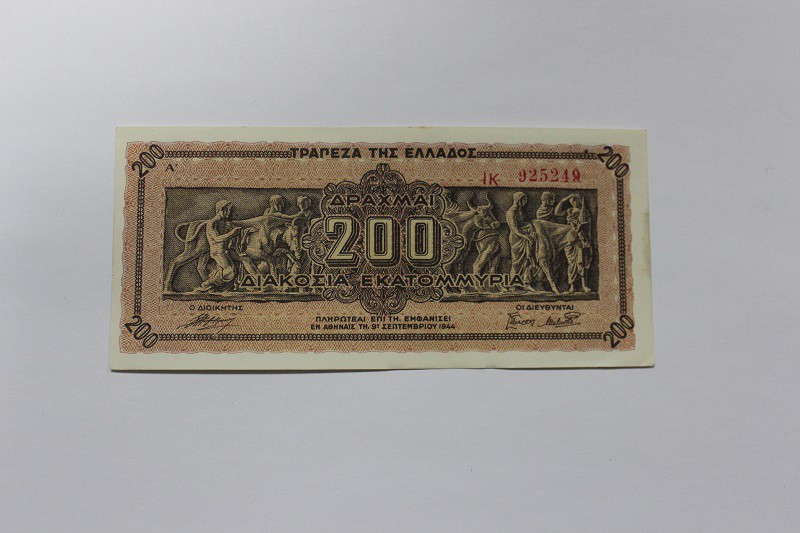 200 ΤΡΑΠΕΖΑ ΤΗΣ ΕΛΛΑΔΟΣ 200
Α
ΙΚ 925249
ΔΡΑΧΜΑΙ
200
ΔΙΑΚΟΣΙΑ ΕΚΑΤΟΜΜΥΡΙΑ
Ο ΔΙΟΙΚΗΤΗΣ
ΟΙ ΔΙΕΥΘΥΝΤΑΙ
ΠΛΗΡΩΤΕΑΙ ΕΠΙ ΤΗ, ΕΜΦΑΝΙΣΕΙ
ΕΝ ΑΘΗΝΑΙΣ ΤΗ, 9ῃ ΣΕΠΤΕΜΒΡΙΟΥ 1944
200 200